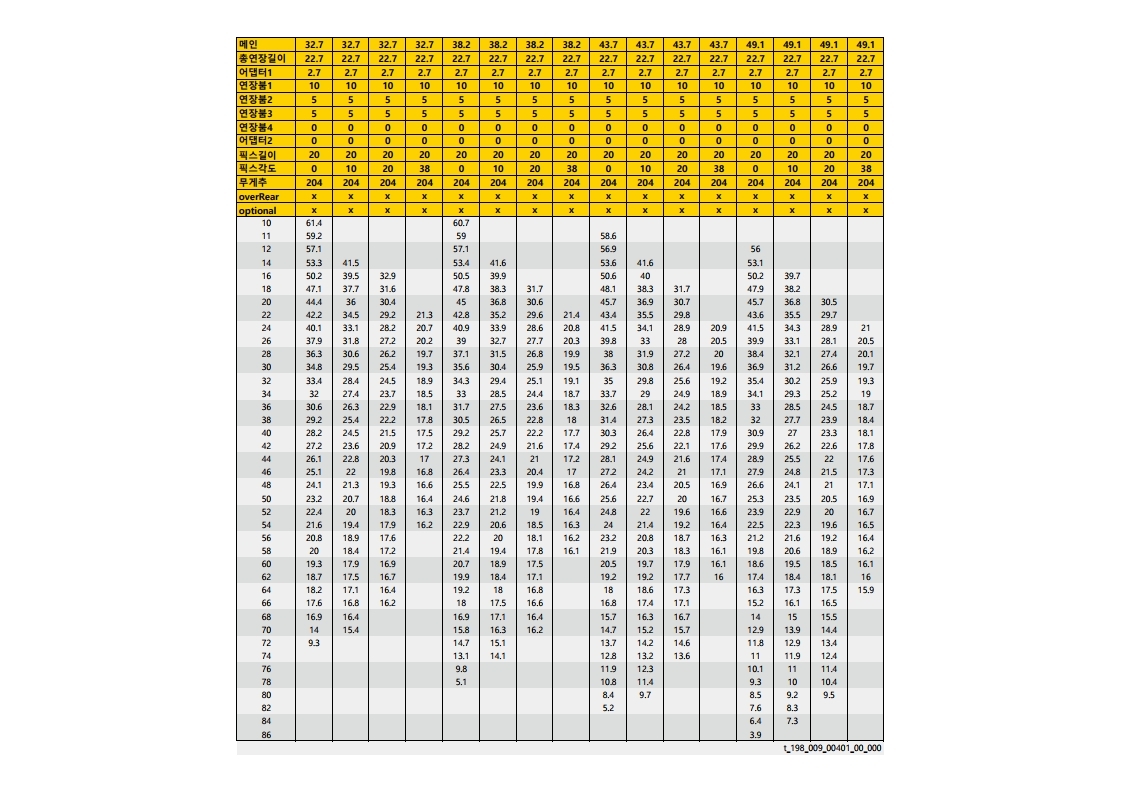 메인 32.7 32.7 32.7 32.7 38.2 38.2 38.2 38.2 43.7 43.7 43.7 43.7 49.1 49.1 49.1 49.1
총연장길이 22.7 22.7 22.7 22.7 22.7 22.7 22.7 22.7 22.7 22.7 22.7 22.7 22.7 22.7 22.7 22.7
어댑터1 2.7 2.7 2.7 2.7 2.7 2.7 2.7 2.7 2.7 2.7 2.7 2.7 2.7 2.7 2.7 2.7
연장붐1 10 10 10 10 10 10 10 10 10 10 10 10 10 10 10 10
연장붐2 5 5 5 5 5 5 5 5 5 5 5 5 5 5 5 5
연장붐3 5 5 5 5 5 5 5 5 5 5 5 5 5 5 5 5
연장붐4 0 0 0 0 0 0 0 0 0 0 0 0 0 0 0 0
어댑터2 0 0 0 0 0 0 0 0 0 0 0 0 0 0 0 0
픽스길이 20 20 20 20 20 20 20 20 20 20 20 20 20 20 20 20
픽스각도 0 10 20 38 0 10 20 38 0 10 20 38 0 10 20 38
무게추 204 204 204 204 204 204 204 204 204 204 204 204 204 204 204 204
overRear x x x x x x x x x x x x x x x x
optional x x x x x x x x x x x x x x x x
10 61.4 60.7
11 59.2 59 58.6
12 57.1 57.1 56.9 56
14 53.3 41.5 53.4 41.6 53.6 41.6 53.1
16 50.2 39.5 32.9 50.5 39.9 50.6 40 50.2 39.7
18 47.1 37.7 31.6 47.8 38.3 31.7 48.1 38.3 31.7 47.9 38.2
20 44.4 36 30.4 45 36.8 30.6 45.7 36.9 30.7 45.7 36.8 30.5
22 42.2 34.5 29.2 21.3 42.8 35.2 29.6 21.4 43.4 35.5 29.8 43.6 35.5 29.7
24 40.1 33.1 28.2 20.7 40.9 33.9 28.6 20.8 41.5 34.1 28.9 20.9 41.5 34.3 28.9 21
26 37.9 31.8 27.2 20.2 39 32.7 27.7 20.3 39.8 33 28 20.5 39.9 33.1 28.1 20.5
28 36.3 30.6 26.2 19.7 37.1 31.5 26.8 19.9 38 31.9 27.2 20 38.4 32.1 27.4 20.1
30 34.8 29.5 25.4 19.3 35.6 30.4 25.9 19.5 36.3 30.8 26.4 19.6 36.9 31.2 26.6 19.7
32 33.4 28.4 24.5 18.9 34.3 29.4 25.1 19.1 35 29.8 25.6 19.2 35.4 30.2 25.9 19.3
34 32 27.4 23.7 18.5 33 28.5 24.4 18.7 33.7 29 24.9 18.9 34.1 29.3 25.2 19
36 30.6 26.3 22.9 18.1 31.7 27.5 23.6 18.3 32.6 28.1 24.2 18.5 33 28.5 24.5 18.7
38 29.2 25.4 22.2 17.8 30.5 26.5 22.8 18 31.4 27.3 23.5 18.2 32 27.7 23.9 18.4
40 28.2 24.5 21.5 17.5 29.2 25.7 22.2 17.7 30.3 26.4 22.8 17.9 30.9 27 23.3 18.1
42 27.2 23.6 20.9 17.2 28.2 24.9 21.6 17.4 29.2 25.6 22.1 17.6 29.9 26.2 22.6 17.8
44 26.1 22.8 20.3 17 27.3 24.1 21 17.2 28.1 24.9 21.6 17.4 28.9 25.5 22 17.6
46 25.1 22 19.8 16.8 26.4 23.3 20.4 17 27.2 24.2 21 17.1 27.9 24.8 21.5 17.3
48 24.1 21.3 19.3 16.6 25.5 22.5 19.9 16.8 26.4 23.4 20.5 16.9 26.6 24.1 21 17.1
50 23.2 20.7 18.8 16.4 24.6 21.8 19.4 16.6 25.6 22.7 20 16.7 25.3 23.5 20.5 16.9
52 22.4 20 18.3 16.3 23.7 21.2 19 16.4 24.8 22 19.6 16.6 23.9 22.9 20 16.7
54 21.6 19.4 17.9 16.2 22.9 20.6 18.5 16.3 24 21.4 19.2 16.4 22.5 22.3 19.6 16.5
56 20.8 18.9 17.6 22.2 20 18.1 16.2 23.2 20.8 18.7 16.3 21.2 21.6 19.2 16.4
58 20 18.4 17.2 21.4 19.4 17.8 16.1 21.9 20.3 18.3 16.1 19.8 20.6 18.9 16.2
60 19.3 17.9 16.9 20.7 18.9 17.5 20.5 19.7 17.9 16.1 18.6 19.5 18.5 16.1
62 18.7 17.5 16.7 19.9 18.4 17.1 19.2 19.2 17.7 16 17.4 18.4 18.1 16
64 18.2 17.1 16.4 19.2 18 16.8 18 18.6 17.3 16.3 17.3 17.5 15.9
66 17.6 16.8 16.2 18 17.5 16.6 16.8 17.4 17.1 15.2 16.1 16.5
68 16.9 16.4 16.9 17.1 16.4 15.7 16.3 16.7 14 15 15.5
70 14 15.4 15.8 16.3 16.2 14.7 15.2 15.7 12.9 13.9 14.4
72 9.3 14.7 15.1 13.7 14.2 14.6 11.8 12.9 13.4
74 13.1 14.1 12.8 13.2 13.6 11 11.9 12.4
76 9.8 11.9 12.3 10.1 11 11.4
78 5.1 10.8 11.4 9.3 10 10.4
80 8.4 9.7 8.5 9.2 9.5
82 5.2 7.6 8.3
84 6.4 7.3
86 3.9
t_198_009_00401_00_000